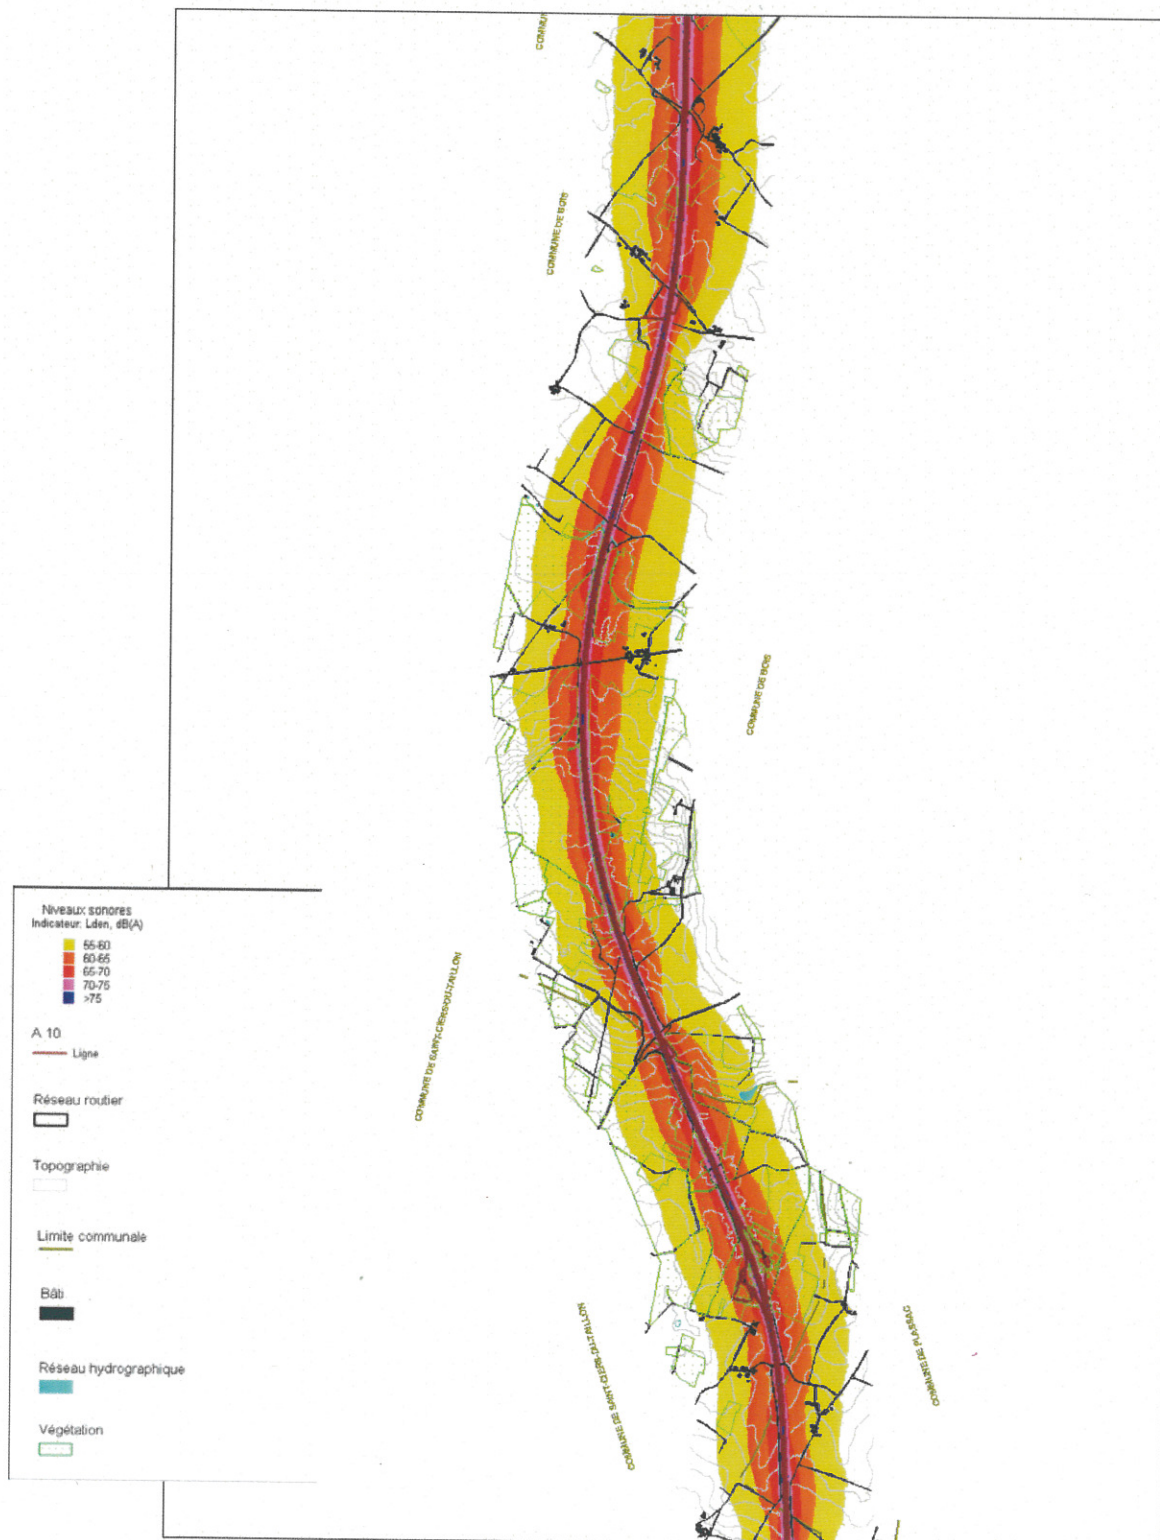 COMMUN
COMMUNE DE BOIS
COMMUNE DE BOIS
COMMUNE DE SAINT-CIERS-DU-TAILLON
COMMUNE DE SAINT-CIERS-DU-TAILLON
COMMUNE DE PLASSAC
Niveaux sonores
Indicateur: Lden, dB(A)
55-60
60-65
65-70
70-75
>75
A 10
Ligne
Réseau routier
Topographie
Limite communale
Bâti
Réseau hydrographique
Végétation